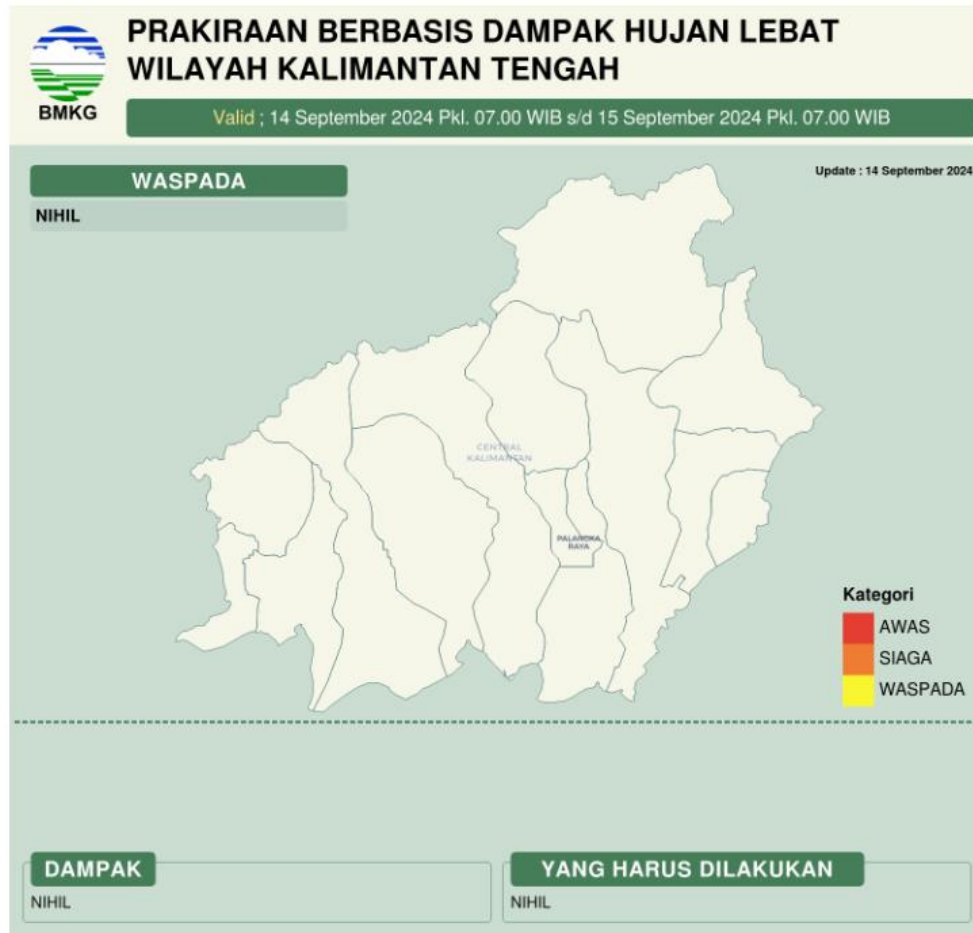 PRAKIRAAN BERBASIS DAMPAK HUJAN LEBAT
WILAYAH KALIMANTAN TENGAH
BMKG
Valid ; 14 September 2024 Pkl. 07.00 WIB s/d 15 September 2024 Pkl. 07.00 WIB
WASPADA
NIHIL
Update : 14 September 2024
CENTRAL
KALIMANTAN
PALANGKA
RAYA
Kategori
AWAS
SIAGA
WASPADA
DAMPAK
NIHIL
YANG HARUS DILAKUKAN
NIHIL